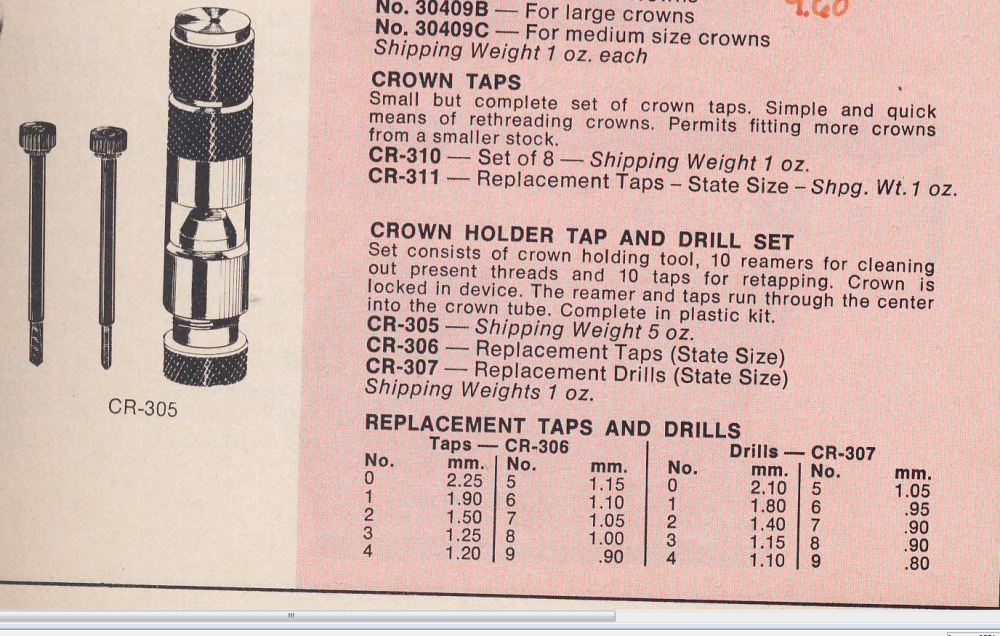 No. 30409B — For large crowns
No. 30409C — For medium size crowns
Shipping Weight 1 oz. each
CROWN TAPS
Small but complete set of crown taps. Simple and quick
means of rethreading crowns. Permits fitting more crowns
from a smaller stock.
CR-310 — Set of 8 — Shipping Weight 1 oz.
CR-311 — Replacement Taps – State Size – Shpg. Wt. 1 oz.
CROWN HOLDER TAP AND DRILL SET
Set consists of crown holding tool, 10 reamers for cleaning
out present threads and 10 taps for retapping. Crown is
locked in device. The reamer and taps run through the center
into the crown tube. Complete in plastic kit.
CR-305 — Shipping Weight 5 oz.
CR-306 — Replacement Taps (State Size)
CR-307 — Replacement Drills (State Size)
Shipping Weights 1 oz.
CR-305
REPLACEMENT TAPS AND DRILLS
Taps — CR-306 Drills — CR-307
No. mm. No. mm. No. mm. No. mm.
0 2.25 5 1.15 0 2.10 5 1.05
1 1.90 6 1.10 1 1.80 6 .95
2 1.50 7 1.05 2 1.40 7 .90
3 1.25 8 1.00 3 1.15 8 .90
4 1.20 9 .90 4 1.10 9 .80